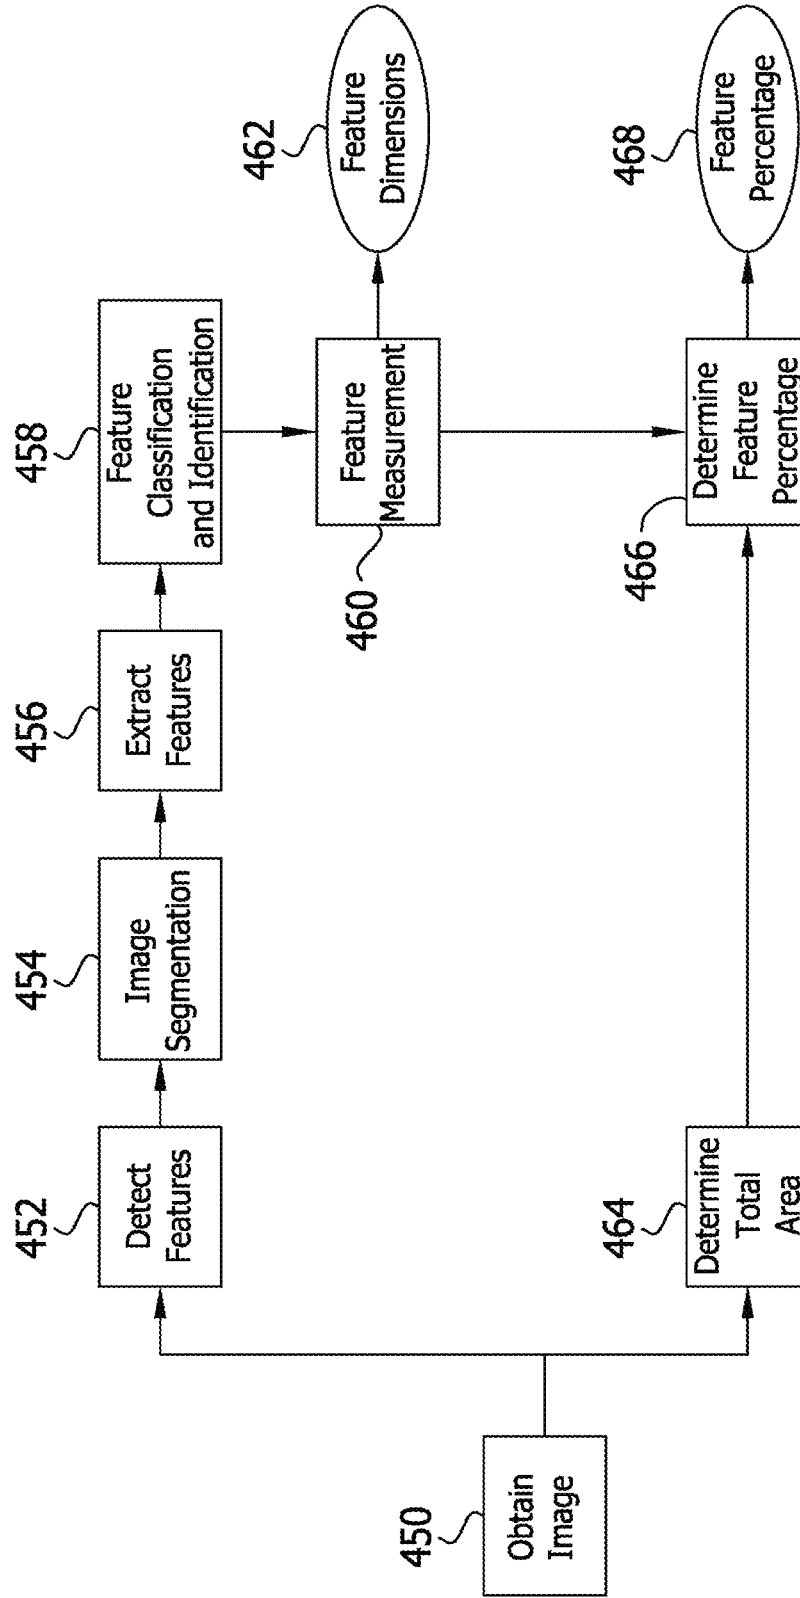 450
Obtain
Image
452
Detect
Features
454
Image
Segmentation
456
Extract
Features
458
Feature
Classification
and Identification
460
Feature
Measurement
462
Feature
Dimensions
464
Determine
Total
Area
466
Determine
Feature
Percentage
468
Feature
Percentage